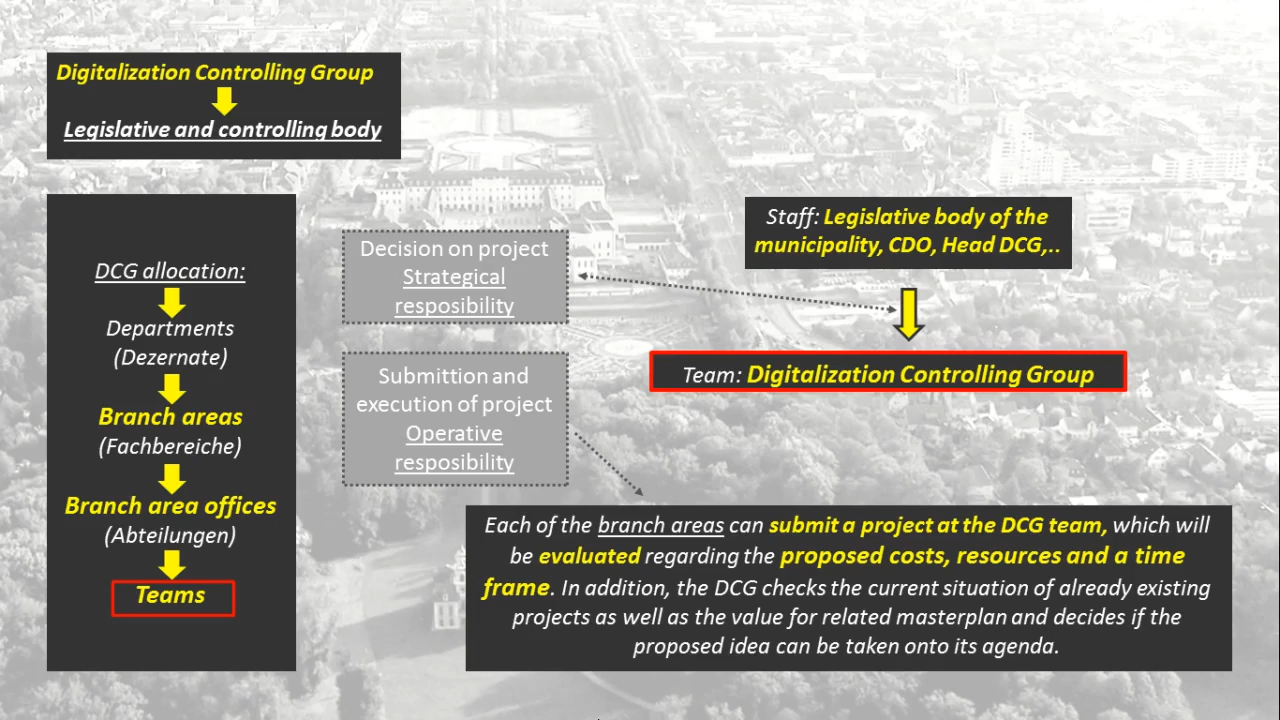 Digitalization Controlling Group
Legislative and controlling body
DCG allocation:
Departments
(Dezernate)
Branch areas
(Fachbereiche)
Branch area offices
(Abteilungen)
Teams
Decision on project
Strategical
resposibility
Submittion and
execution of project
Operative
resposibility
Staff: Legislative body of the
municipality, CDO, Head DCG,..
Team: Digitalization Controlling Group
Each of the branch areas can submit a project at the DCG team, which will
be evaluated regarding the proposed costs, resources and a time
frame. In addition, the DCG checks the current situation of already existing
projects as well as the value for related masterplan and decides if the
proposed idea can be taken onto its agenda.